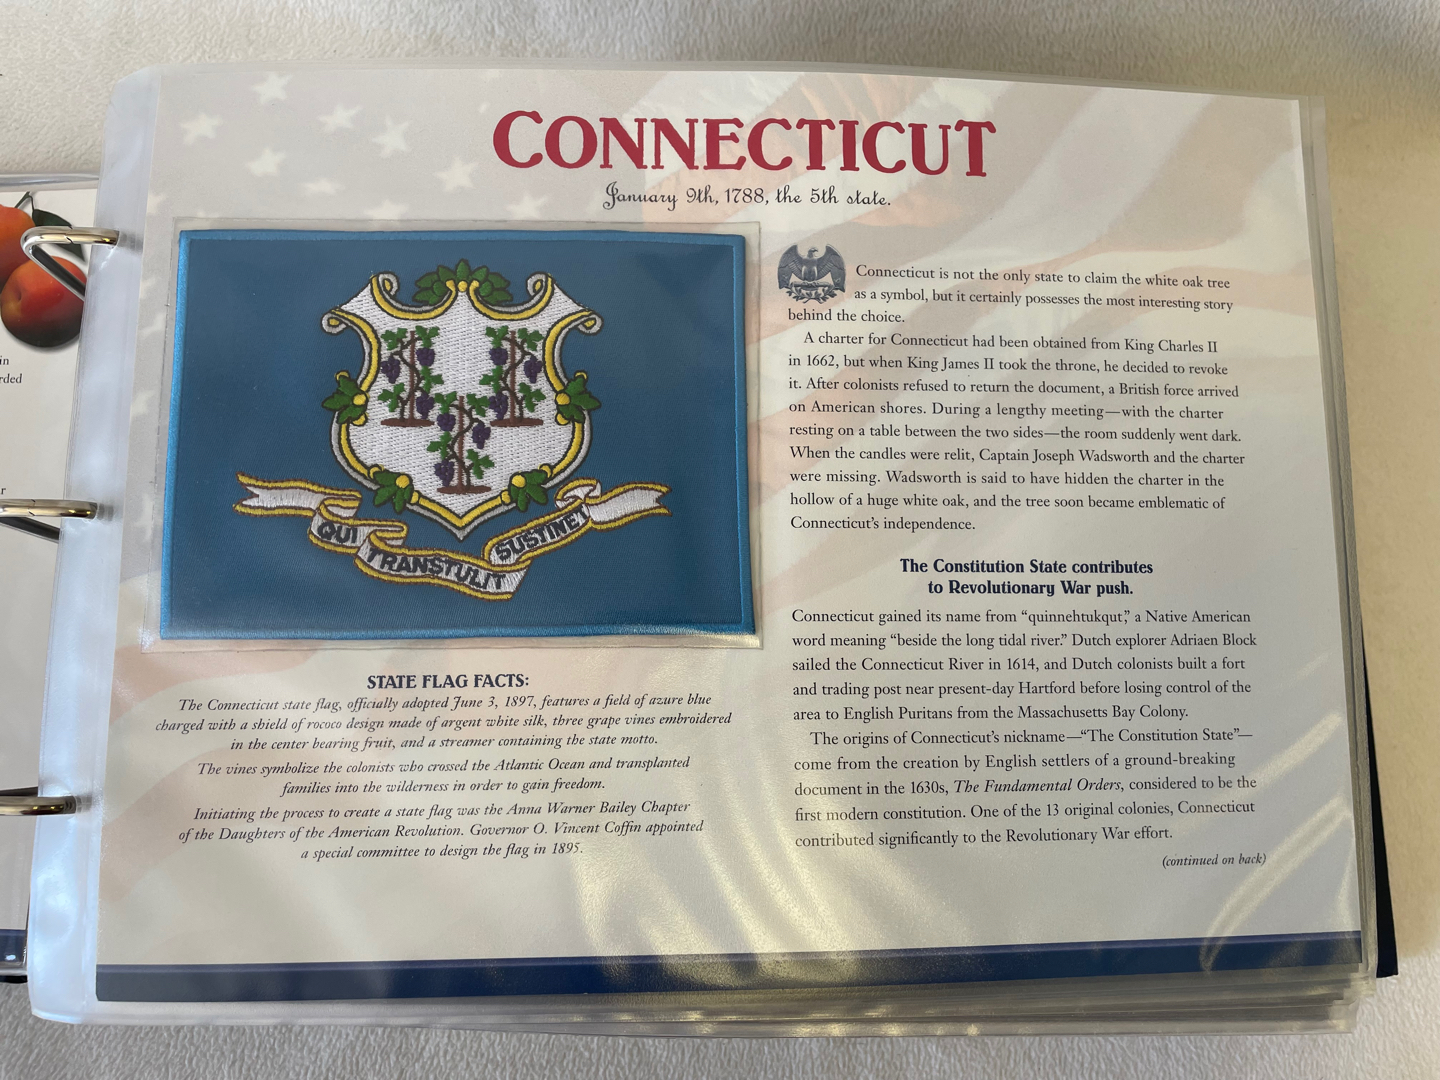 CONNECTICUT
January 9th, 1788, the 5th state.
QUI TRANSTULIT SUSTINET
STATE FLAG FACTS:
The Connecticut state flag, officially adopted June 3, 1897, features a field of azure blue
charged with a shield of rococo design made of argent white silk, three grape vines embroidered
in the center bearing fruit, and a streamer containing the state motto.
The vines symbolize the colonists who crossed the Atlantic Ocean and transplanted
families into the wilderness in order to gain freedom.
Initiating the process to create a state flag was the Anna Warner Bailey Chapter
of the Daughters of the American Revolution. Governor O. Vincent Coffin appointed
a special committee to design the flag in 1895.
Connecticut is not the only state to claim the white oak tree
as a symbol, but it certainly possesses the most interesting story
behind the choice.
A charter for Connecticut had been obtained from King Charles II
in 1662, but when King James II took the throne, he decided to revoke
it. After colonists refused to return the document, a British force arrived
on American shores. During a lengthy meeting—with the charter
resting on a table between the two sides—the room suddenly went dark.
When the candles were relit, Captain Joseph Wadsworth and the charter
were missing. Wadsworth is said to have hidden the charter in the
hollow of a huge white oak, and the tree soon became emblematic of
Connecticut's independence.
The Constitution State contributes
to Revolutionary War push.
Connecticut gained its name from "quinnehtukqut," a Native American
word meaning "beside the long tidal river." Dutch explorer Adriaen Block
sailed the Connecticut River in 1614, and Dutch colonists built a fort
and trading post near present-day Hartford before losing control of the
area to English Puritans from the Massachusetts Bay Colony.
The origins of Connecticut's nickname—"The Constitution State"—
come from the creation by English settlers of a ground-breaking
document in the 1630s, The Fundamental Orders, considered to be the
first modern constitution. One of the 13 original colonies, Connecticut
contributed significantly to the Revolutionary War effort.
(continued on back)